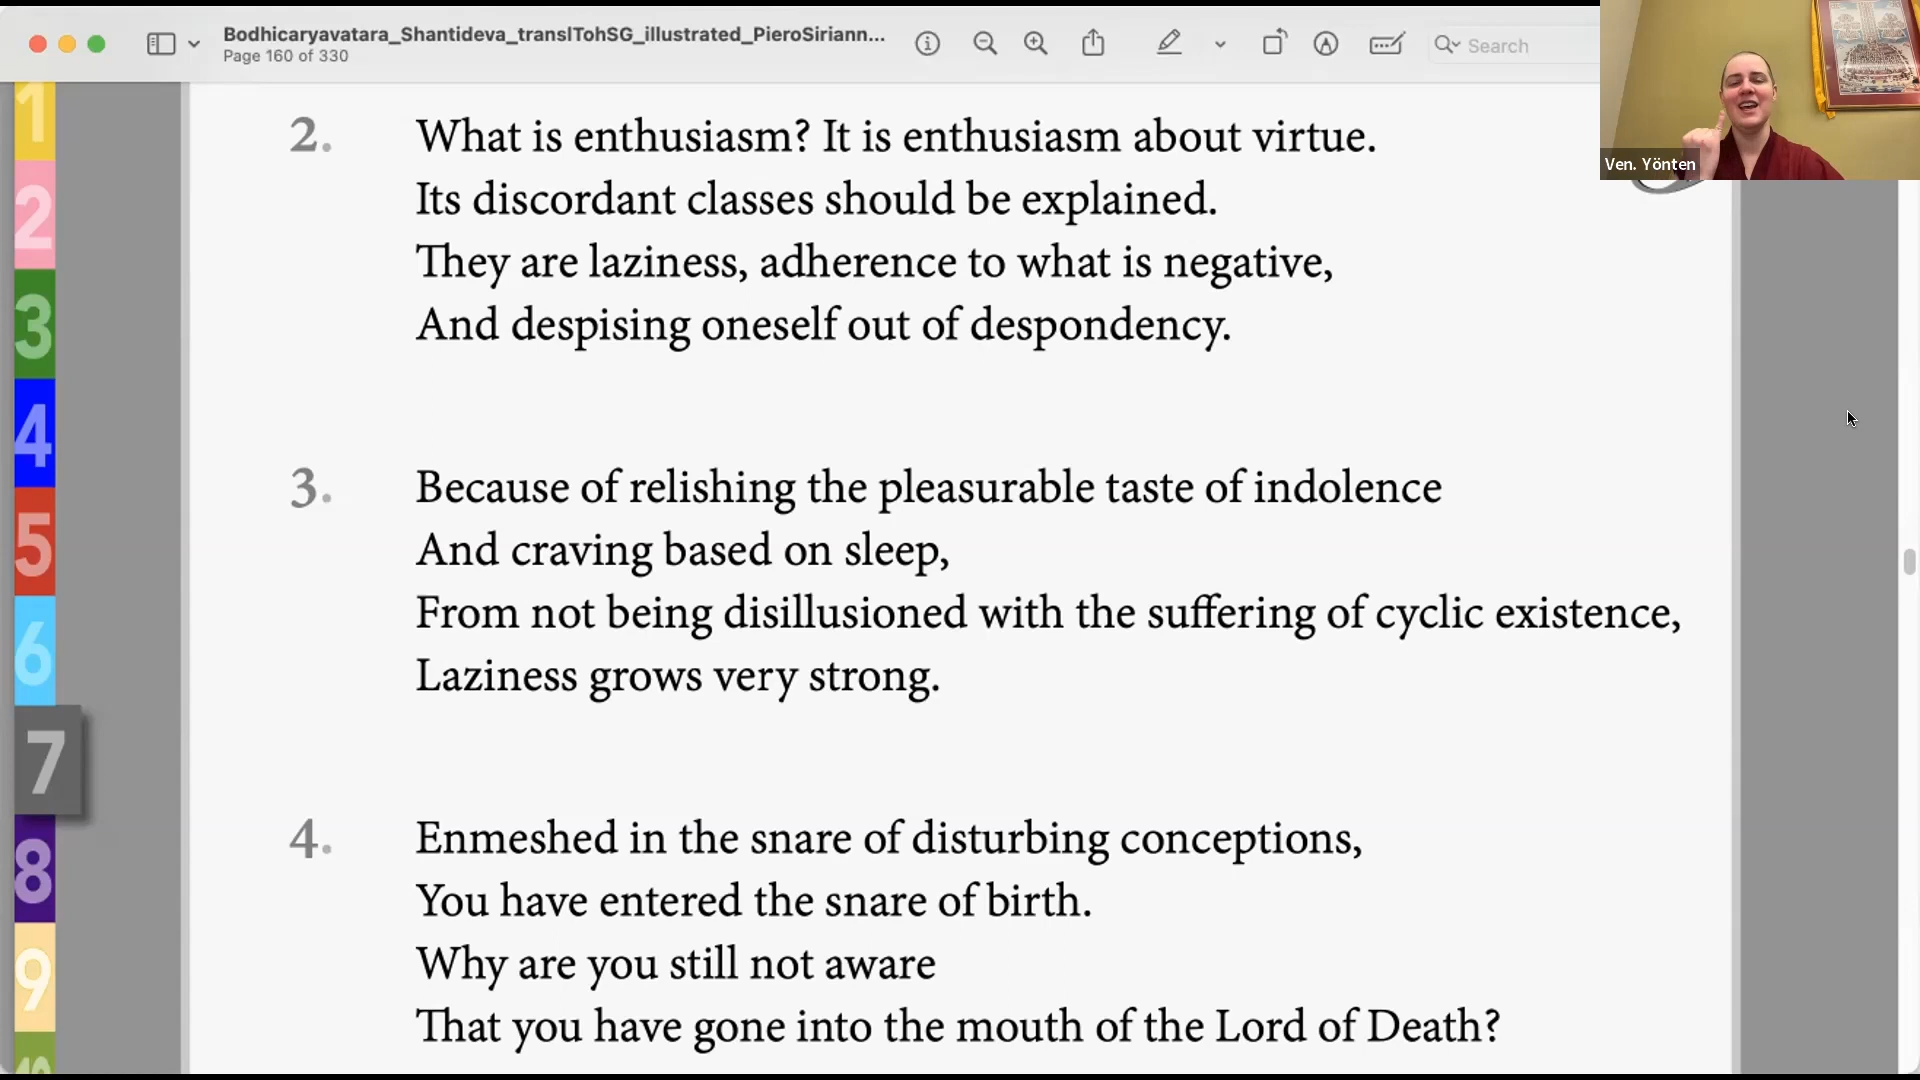 Bodhicaryavatara_Shantideva_translTohSG_illustrated_PieroSiriann...
Page 160 of 330
Search
Ven. Yönten
1
2
3
4
5
6
7
8
9
10
2. What is enthusiasm? It is enthusiasm about virtue.
Its discordant classes should be explained.
They are laziness, adherence to what is negative,
And despising oneself out of despondency.
3. Because of relishing the pleasurable taste of indolence
And craving based on sleep,
From not being disillusioned with the suffering of cyclic existence,
Laziness grows very strong.
4. Enmeshed in the snare of disturbing conceptions,
You have entered the snare of birth.
Why are you still not aware
That you have gone into the mouth of the Lord of Death?